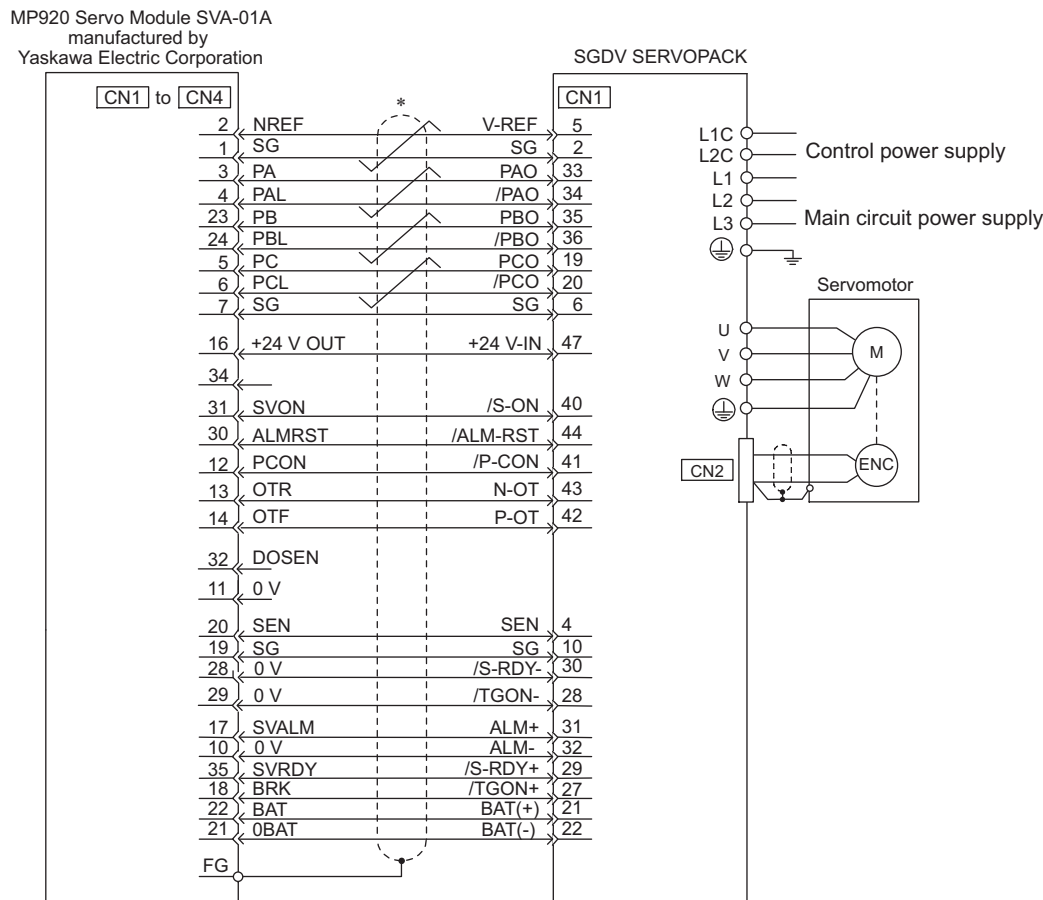 MP920 Servo Module SVA-01A
manufactured by
Yaskawa Electric Corporation
SGDV SERVOPACK
CN1 to CN4
*
CN1
2 NREF V-REF 5
1 SG SG 2
3 PA PAO 33
4 PAL /PAO 34
23 PB PBO 35
24 PBL /PBO 36
5 PC PCO 19
6 PCL /PCO 20
7 SG SG 6
16 +24 V OUT +24 V-IN 47
34
31 SVON /S-ON 40
30 ALMRST /ALM-RST 44
12 PCON /P-CON 41
13 OTR N-OT 43
14 OTF P-OT 42
32 DOSEN
11 0 V
20 SEN SEN 4
19 SG SG 10
28 0 V /S-RDY- 30
29 0 V /TGON- 28
17 SVALM ALM+ 31
10 0 V ALM- 32
35 SVRDY /S-RDY+ 29
18 BRK /TGON+ 27
22 BAT BAT(+) 21
21 0BAT BAT(-) 22
FG
L1C
L2C
Control power supply
L1
L2
L3
Main circuit power supply
Servomotor
U
V
W
M
CN2
ENC